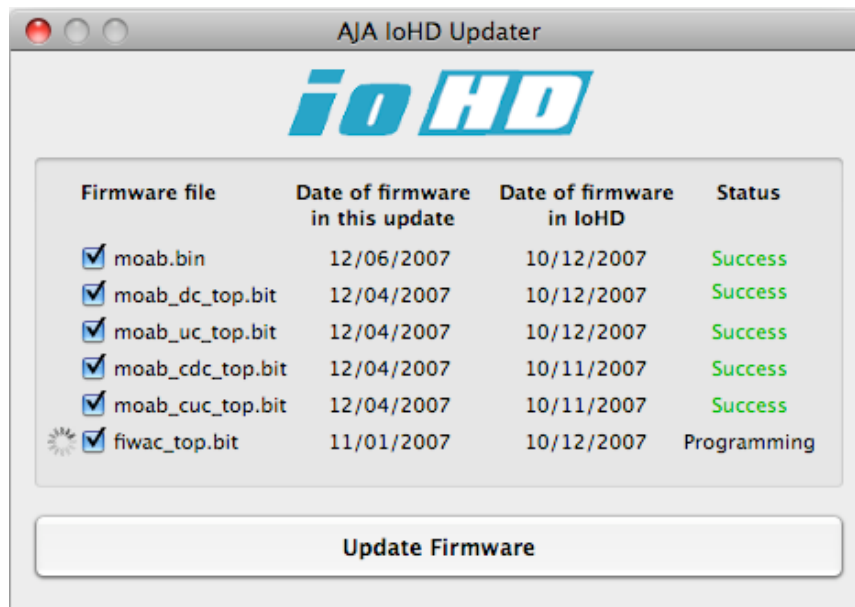 AJA IoHD Updater
io HD
Firmware file Date of firmware in this update Date of firmware in IoHD Status
moab.bin 12/06/2007 10/12/2007 Success
moab_dc_top.bit 12/04/2007 10/12/2007 Success
moab_uc_top.bit 12/04/2007 10/12/2007 Success
moab_cdc_top.bit 12/04/2007 10/11/2007 Success
moab_cuc_top.bit 12/04/2007 10/11/2007 Success
fiwac_top.bit 11/01/2007 10/12/2007 Programming
Update Firmware